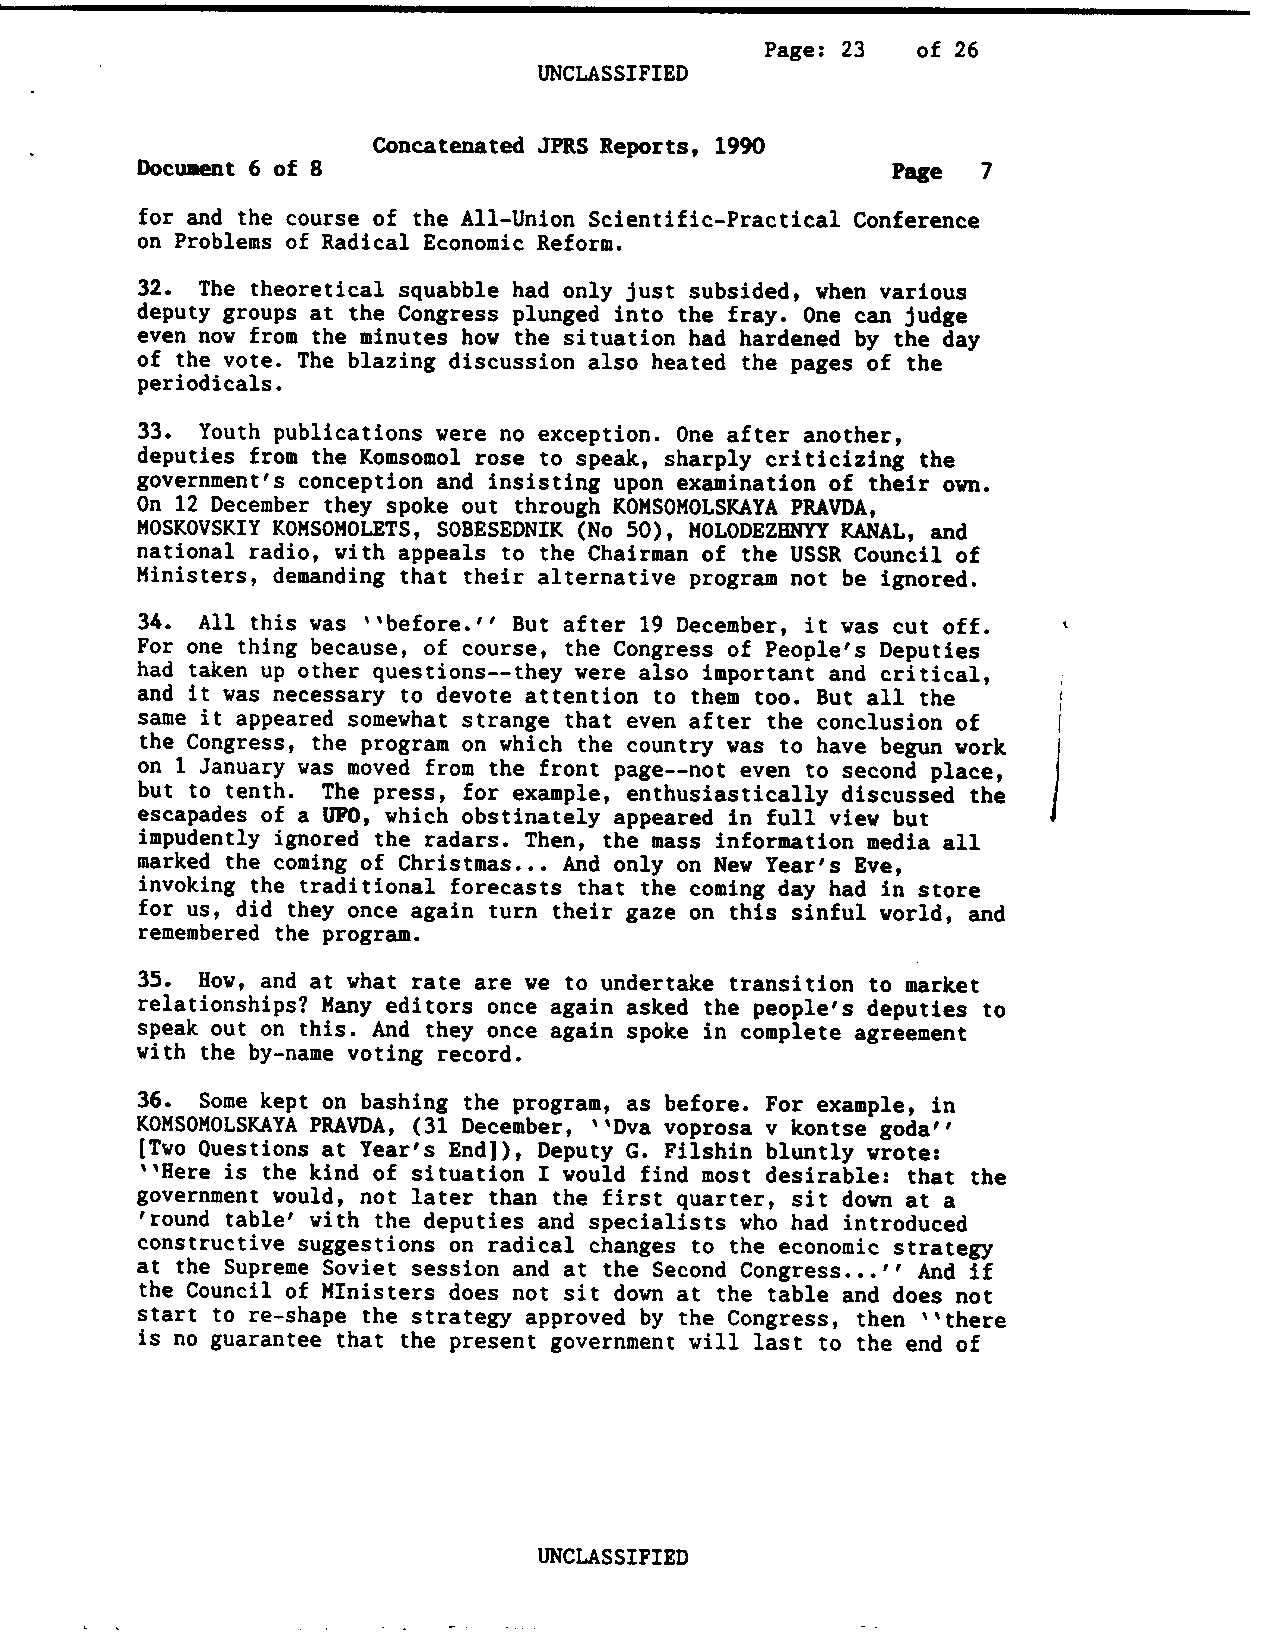 Page: 23 of 26
UNCLASSIFIED
Concatenated JPRS Reports, 1990
Document 6 of 8 Page 7
for and the course of the All-Union Scientific-Practical Conference
on Problems of Radical Economic Reform.
32. The theoretical squabble had only just subsided, when various
deputy groups at the Congress plunged into the fray. One can judge
even now from the minutes how the situation had hardened by the day
of the vote. The blazing discussion also heated the pages of the
periodicals.
33. Youth publications were no exception. One after another,
deputies from the Komsomol rose to speak, sharply criticizing the
government's conception and insisting upon examination of their own.
On 12 December they spoke out through KOMSOMOLSKAYA PRAVDA,
MOSKOVSKIY KOMSOMOLETS, SOBESEDNIK (No 50), MOLODEZHNYY KANAL, and
national radio, with appeals to the Chairman of the USSR Council of
Ministers, demanding that their alternative program not be ignored.
34. All this was ``before.'' But after 19 December, it was cut off.
For one thing because, of course, the Congress of People's Deputies
had taken up other questions--they were also important and critical,
and it was necessary to devote attention to them too. But all the
same it appeared somewhat strange that even after the conclusion of
the Congress, the program on which the country was to have begun work
on 1 January was moved from the front page--not even to second place,
but to tenth. The press, for example, enthusiastically discussed the
escapades of a UFO, which obstinately appeared in full view but
impudently ignored the radars. Then, the mass information media all
marked the coming of Christmas... And only on New Year's Eve,
invoking the traditional forecasts that the coming day had in store
for us, did they once again turn their gaze on this sinful world, and
remembered the program.
35. How, and at what rate are we to undertake transition to market
relationships? Many editors once again asked the people's deputies to
speak out on this. And they once again spoke in complete agreement
with the by-name voting record.
36. Some kept on bashing the program, as before. For example, in
KOMSOMOLSKAYA PRAVDA, (31 December, ``Dva voprosa v kontse goda''
[Two Questions at Year's End]), Deputy G. Filshin bluntly wrote:
``Here is the kind of situation I would find most desirable: that the
government would, not later than the first quarter, sit down at a
'round table' with the deputies and specialists who had introduced
constructive suggestions on radical changes to the economic strategy
at the Supreme Soviet session and at the Second Congress...'' And if
the Council of MInisters does not sit down at the table and does not
start to re-shape the strategy approved by the Congress, then ``there
is no guarantee that the present government will last to the end of
UNCLASSIFIED